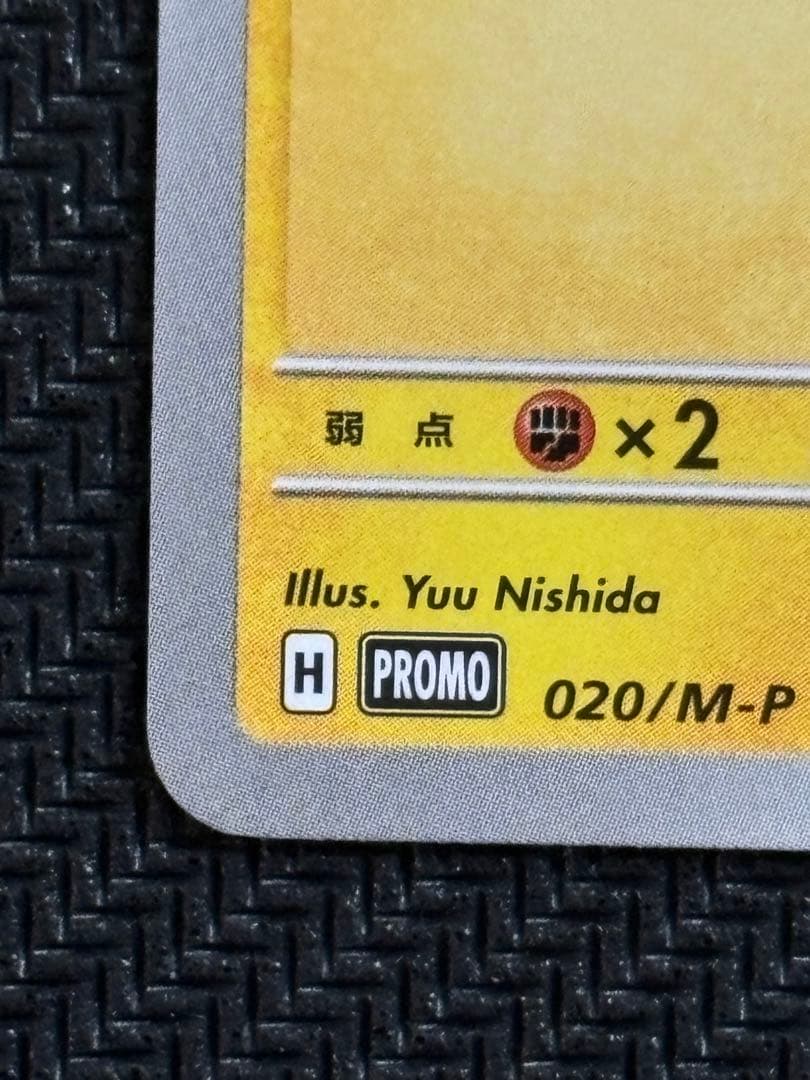 弱点 ×2
Illus. Yuu Nishida
H PROMO 020/M-P